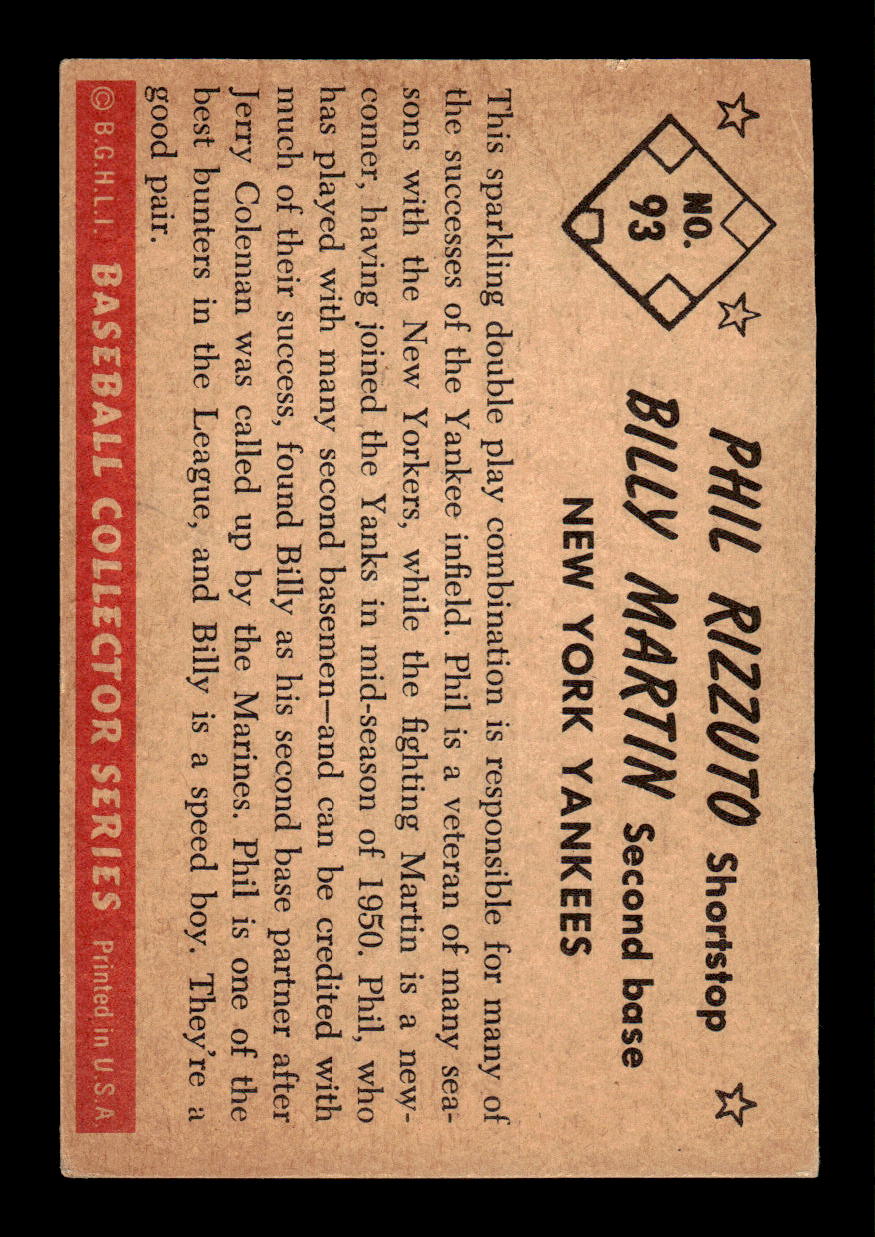 NO.
93
PHIL RIZZUTO Shortstop
BILLY MARTIN Second base
NEW YORK YANKEES
This sparkling double play combination is responsible for many of
the successes of the Yankee infield. Phil is a veteran of many sea-
sons with the New Yorkers, while the fighting Martin is a new-
comer, having joined the Yanks in mid-season of 1950. Phil, who
has played with many second basemen—and can be credited with
much of their success, found Billy as his second base partner after
Jerry Coleman was called up by the Marines. Phil is one of the
best bunters in the League, and Billy is a speed boy. They're a
good pair.
© B.G.H.L.I. BASEBALL COLLECTOR SERIES Printed in U.S.A.